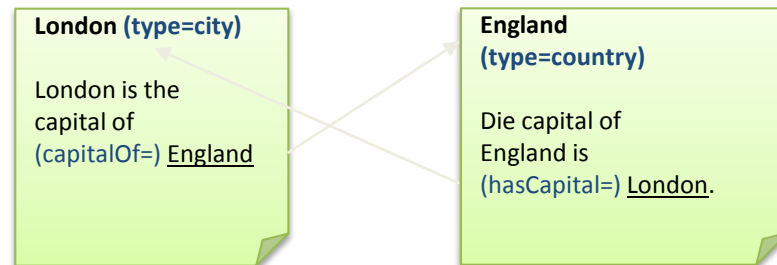 London (type=city)
London is the
capital of
(capitalOf=) England
England
(type=country)
Die capital of
England is
(hasCapital=) London.